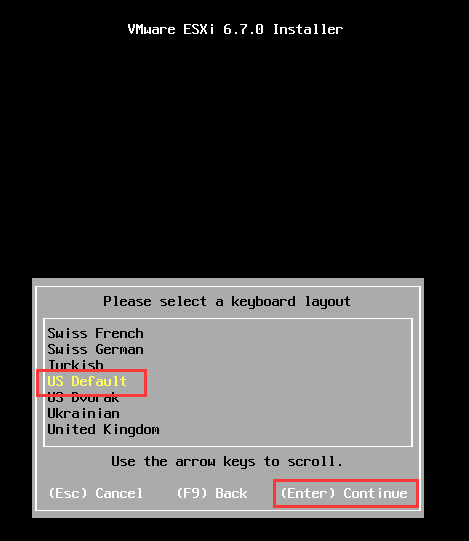 VMware ESXi 6.7.0 Installer
Please select a keyboard layout
Swiss French
Swiss German
Turkish
US Default
US Dvorak
Ukrainian
United Kingdom
Use the arrow keys to scroll.
(Esc) Cancel (F9) Back (Enter) Continue